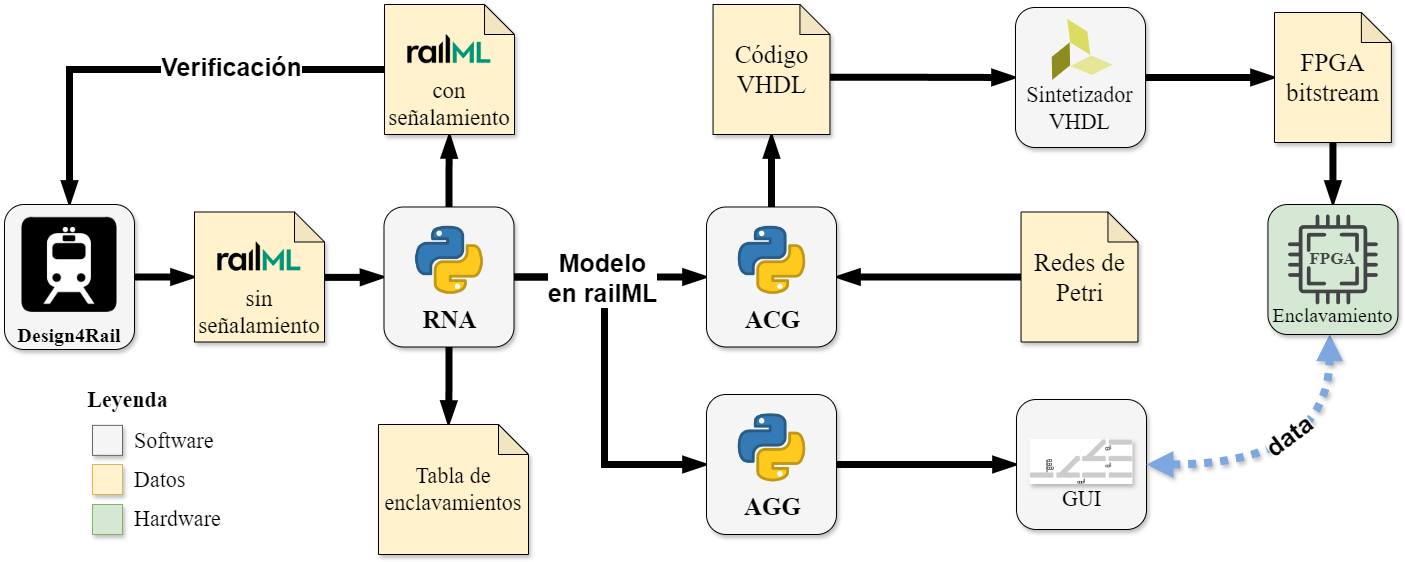 railML
con
señalamiento
Verificación
Código
VHDL
Sintetizador
VHDL
FPGA
bitstream
Design4Rail
railML
sin
señalamiento
RNA
Modelo
en railML
ACG
Redes de
Petri
FPGA
Enclavamiento
Leyenda
Software
Datos
Hardware
Tabla de
enclavamientos
AGG
GUI
data